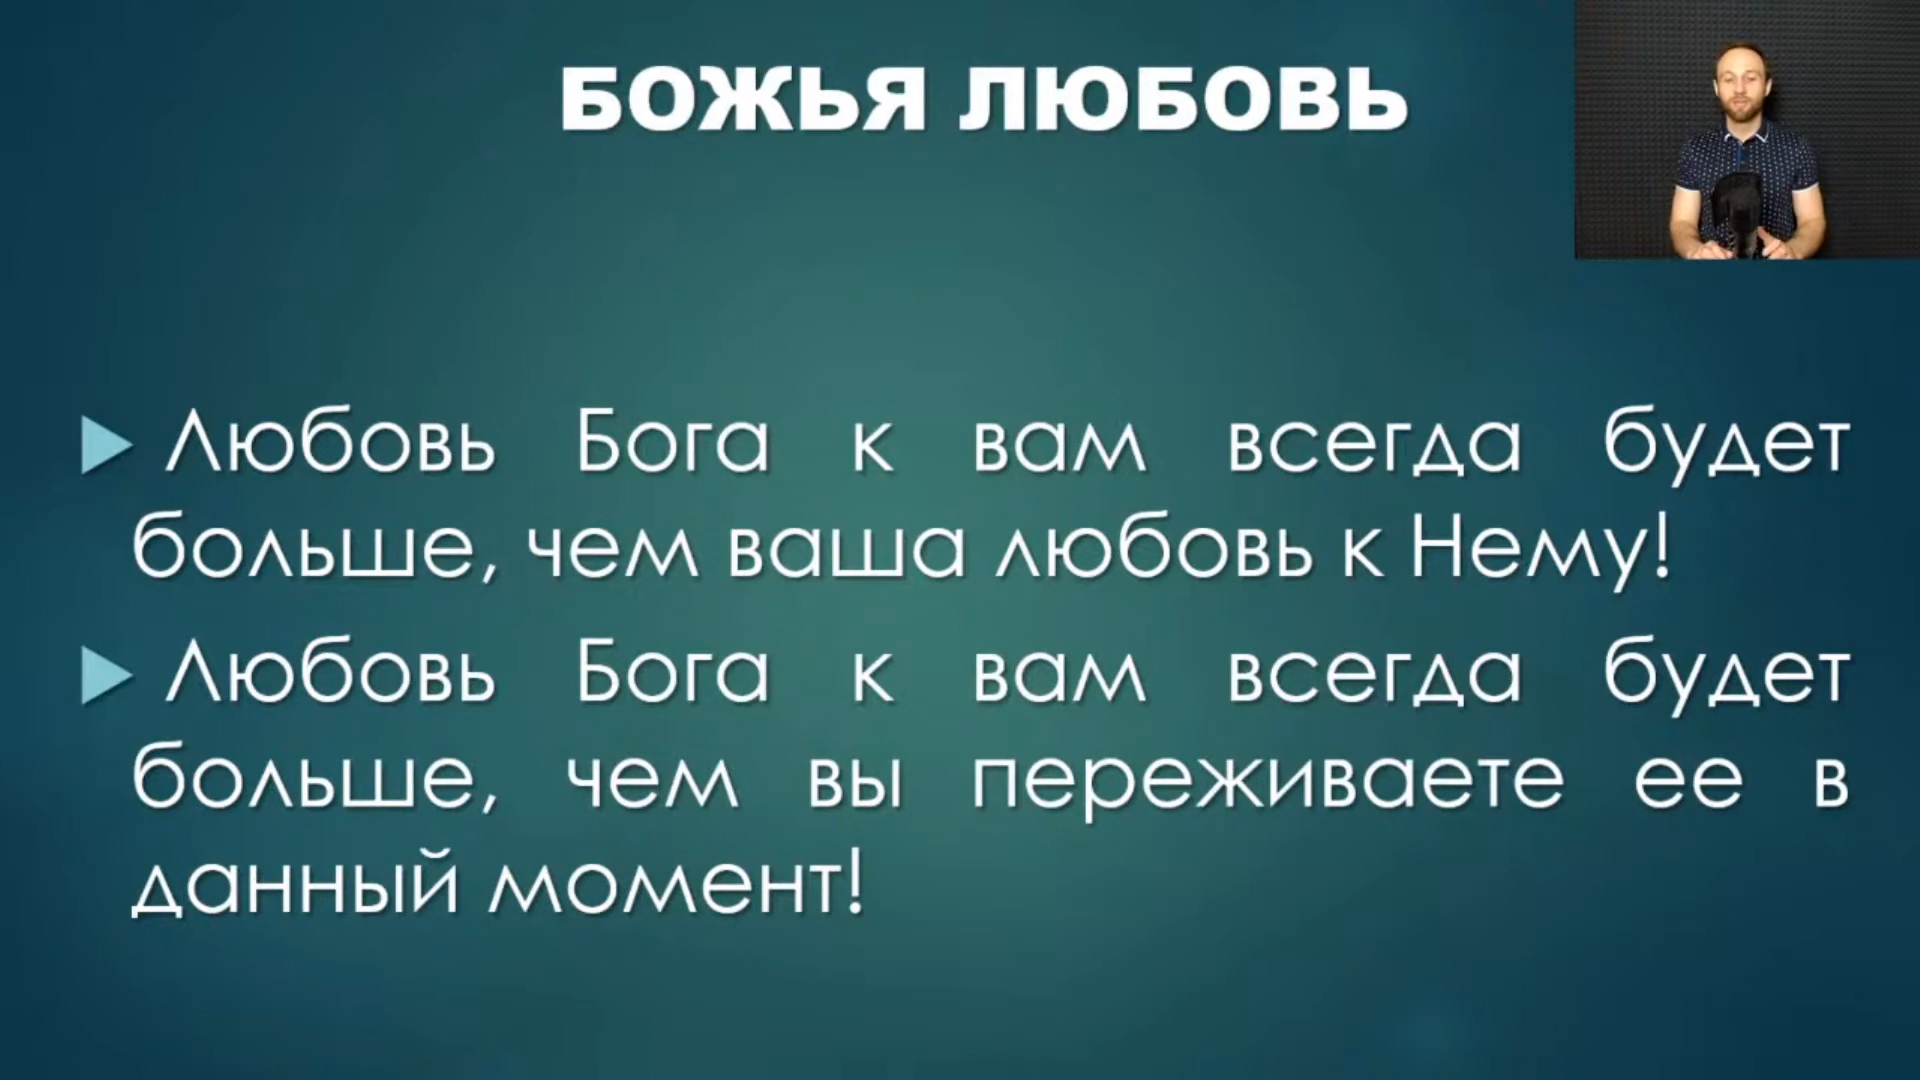 БОЖЬЯ ЛЮБОВЬ
Любовь Бога к вам всегда будет
больше, чем ваша любовь к Нему!
Любовь Бога к вам всегда будет
больше, чем вы переживаете ее в
данный момент!